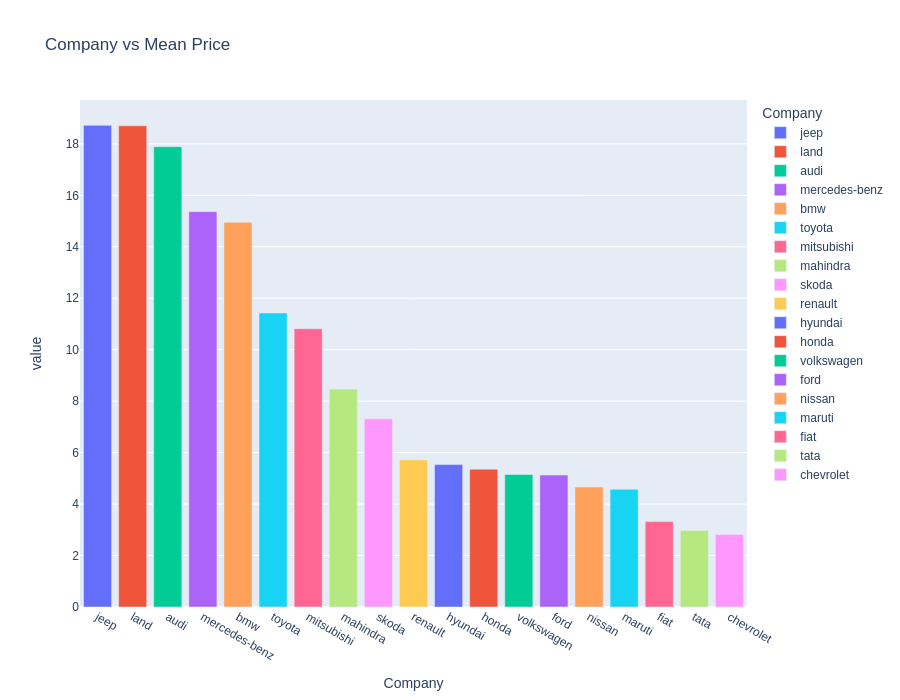 Company vs Mean Price
18
16
14
12
10
8
6
4
2
0
value
jeep
land
audi
mercedes-benz
bmw
toyota
mitsubishi
mahindra
skoda
renault
hyundai
honda
volkswagen
ford
nissan
maruti
fiat
tata
chevrolet
Company
Company
jeep
land
audi
mercedes-benz
bmw
toyota
mitsubishi
mahindra
skoda
renault
hyundai
honda
volkswagen
ford
nissan
maruti
fiat
tata
chevrolet